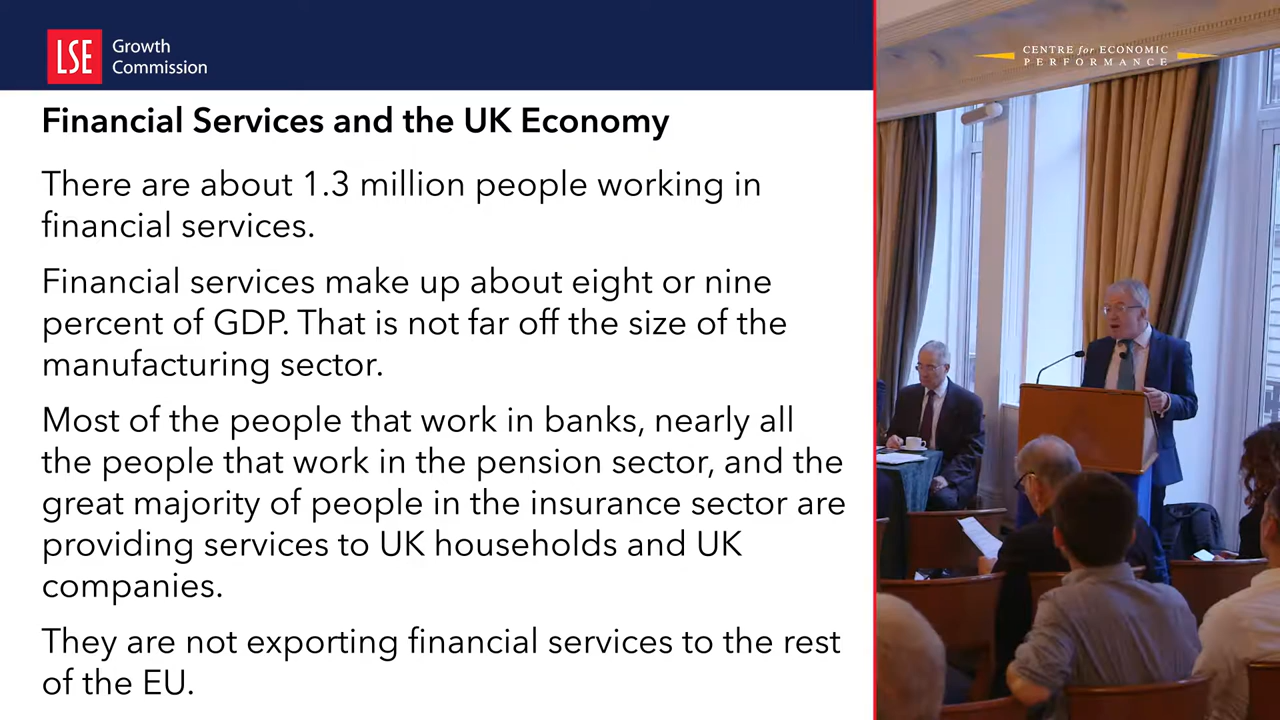 LSE
Growth
Commission
CENTRE for ECONOMIC
PERFORMANCE
Financial Services and the UK Economy
There are about 1.3 million people working in
financial services.
Financial services make up about eight or nine
percent of GDP. That is not far off the size of the
manufacturing sector.
Most of the people that work in banks, nearly all
the people that work in the pension sector, and the
great majority of people in the insurance sector are
providing services to UK households and UK
companies.
They are not exporting financial services to the rest
of the EU.